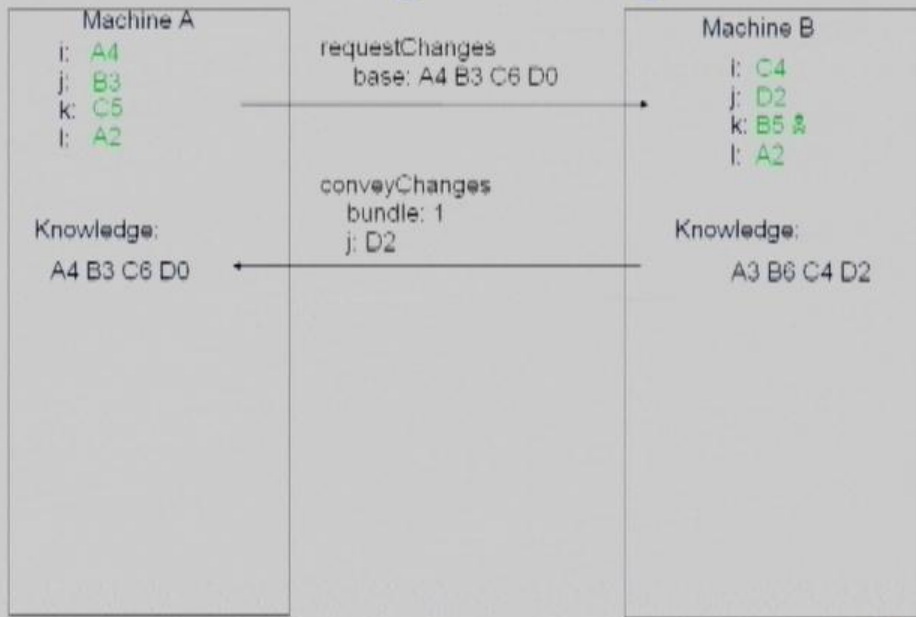 Machine A
i: A4
j: B3
k: C5
l: A2
Knowledge:
A4 B3 C6 D0
requestChanges
base: A4 B3 C6 D0
conveyChanges
bundle: 1
j: D2
Machine B
i: C4
j: D2
k: B5
l: A2
Knowledge:
A3 B6 C4 D2